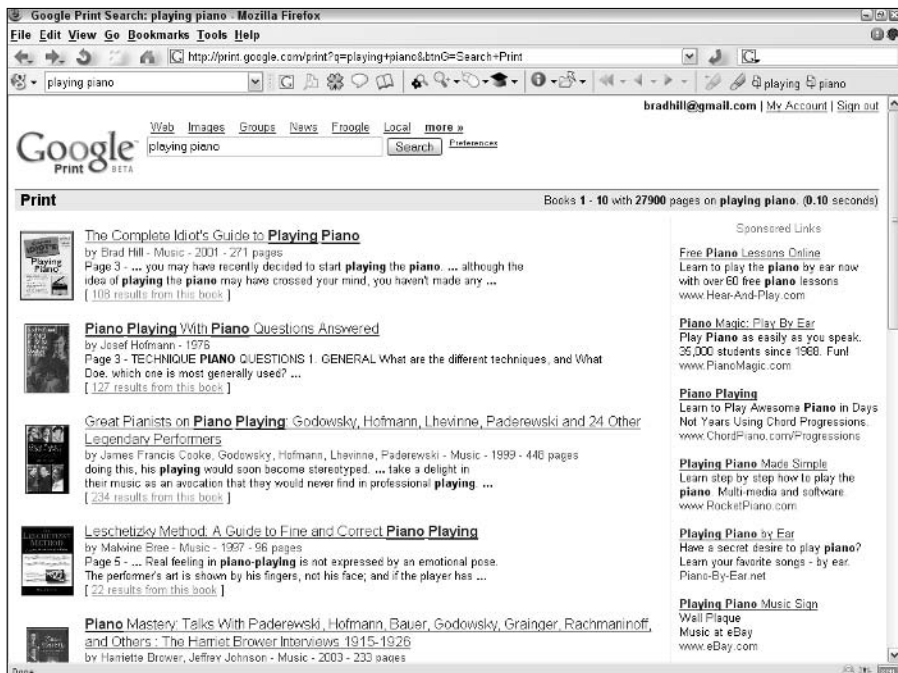 Google Print Search: playing piano - Mozilla Firefox
File Edit View Go Bookmarks Tools Help
http://print.google.com/print?q=playing+piano&btnG=Search+Print
playing piano
playing piano
bradhill@gmail.com | My Account | Sign out
Web Images Groups News Froogle Local more »
Google Print BETA
playing piano
Search
Preferences
Print
Books 1 - 10 with 27900 pages on playing piano. (0.10 seconds)
The Complete Idiot's Guide to Playing Piano
by Brad Hill - Music - 2001 - 271 pages
Page 3 - ... you may have recently decided to start playing the piano. ... although the
idea of playing the piano may have crossed your mind, you haven't made any ...
[ 108 results from this book ]
Piano Playing With Piano Questions Answered
by Josef Hofmann - 1976
Page 3 - TECHNIQUE PIANO QUESTIONS 1. GENERAL What are the different techniques, and What
Doe. which one is most generally used? ...
[ 127 results from this book ]
Great Pianists on Piano Playing: Godowsky, Hofmann, Lhevinne, Paderewski and 24 Other
Legendary Performers
by James Francis Cooke, Godowsky, Hofmann, Lhevinne, Paderewski - Music - 1999 - 448 pages
doing this, his playing would soon become stereotyped. ... take a delight in
their music as an avocation that they would never find in professional playing. ...
[ 234 results from this book ]
Leschetizky Method: A Guide to Fine and Correct Piano Playing
by Malwine Bree - Music - 1997 - 96 pages
Page 5 - ... Real feeling in piano-playing is not expressed by an emotional pose.
The performer's art is shown by his fingers, not his face; and if the player has ...
[ 22 results from this book ]
Piano Mastery: Talks With Paderewski, Hofmann, Bauer, Godowsky, Grainger, Rachmaninoff,
and Others : The Harriet Brower Interviews 1915-1926
by Harriette Brower, Jeffrey Johnson - Music - 2003 - 233 pages
Sponsored Links
Free Piano Lessons Online
Learn to play the piano by ear now
with over 60 free piano lessons
www.Hear-And-Play.com
Piano Magic: Play By Ear
Play Piano as easily as you speak.
35,000 students since 1988. Fun!
www.PianoMagic.com
Piano Playing
Learn to Play Awesome Piano in Days
Not Years Using Chord Progressions.
www.ChordPiano.com/Progressions
Playing Piano Made Simple
Learn step by step how to play the
piano. Multi-media and software.
www.RocketPiano.com
Playing Piano by Ear
Have a secret desire to play piano?
Learn your favorite songs - by ear.
Piano-By-Ear.net
Playing Piano Music Sign
Wall Plaque
Music at eBay
www.eBay.com
Done